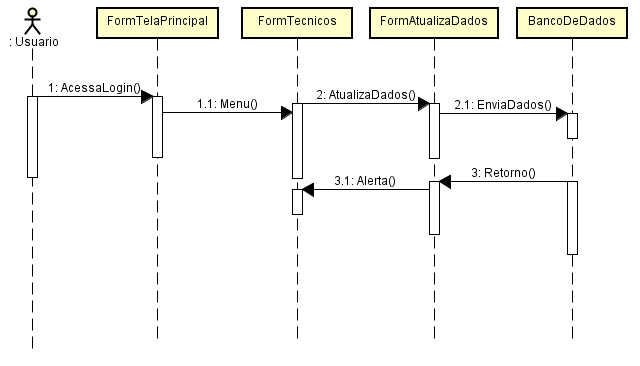 FormTelaPrincipal
FormTecnicos
FormAtualizaDados
BancoDeDados
: Usuario
1: AcessaLogin()
1.1: Menu()
2: AtualizaDados()
2.1: EnviaDados()
3: Retorno()
3.1: Alerta()